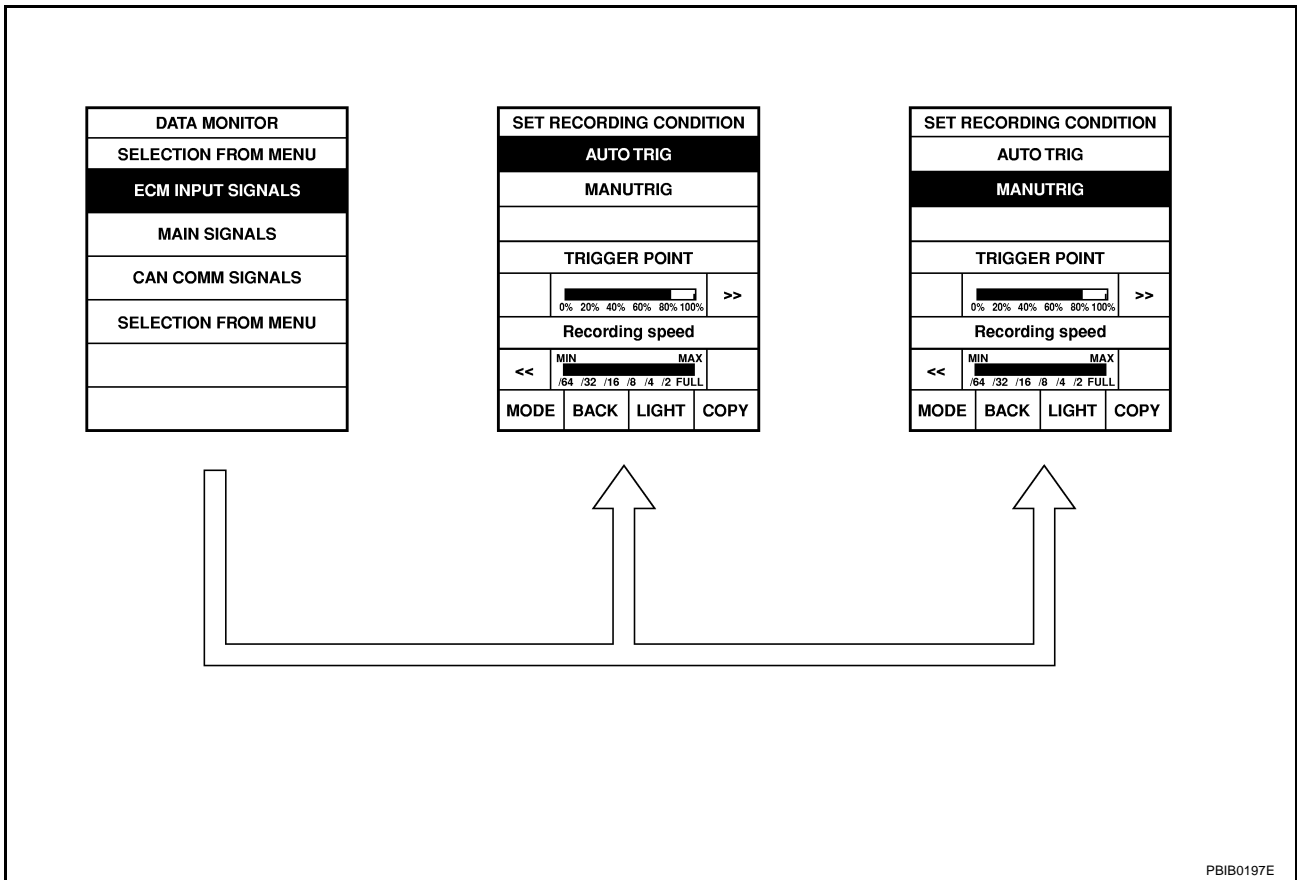 DATA MONITOR
SELECTION FROM MENU
ECM INPUT SIGNALS
MAIN SIGNALS
CAN COMM SIGNALS
SELECTION FROM MENU
SET RECORDING CONDITION
AUTO TRIG
MANUTRIG
TRIGGER POINT
>>
0% 20% 40% 60% 80% 100%
Recording speed
MIN MAX
<<
/64 /32 /16 /8 /4 /2 FULL
MODE BACK LIGHT COPY
SET RECORDING CONDITION
AUTO TRIG
MANUTRIG
TRIGGER POINT
>>
0% 20% 40% 60% 80% 100%
Recording speed
MIN MAX
<<
/64 /32 /16 /8 /4 /2 FULL
MODE BACK LIGHT COPY
PBIB0197E